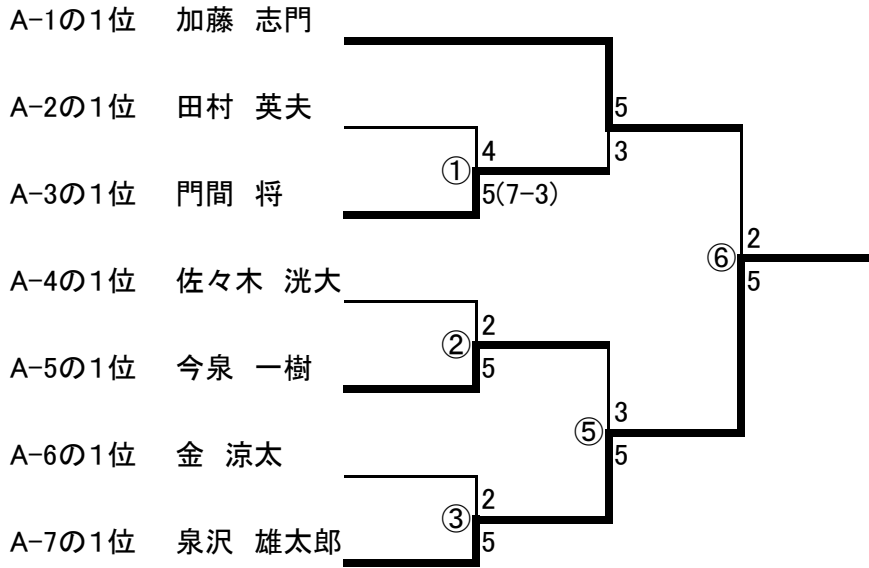 A-1の1位 加藤 志門
5
A-2の1位 田村 英夫
4
3
①
A-3の1位 門間 将
5(7-3)
2
⑥
A-4の1位 佐々木 洸大
5
2
②
A-5の1位 今泉 一樹
5
3
⑤
A-6の1位 金 涼太
5
2
③
A-7の1位 泉沢 雄太郎
5